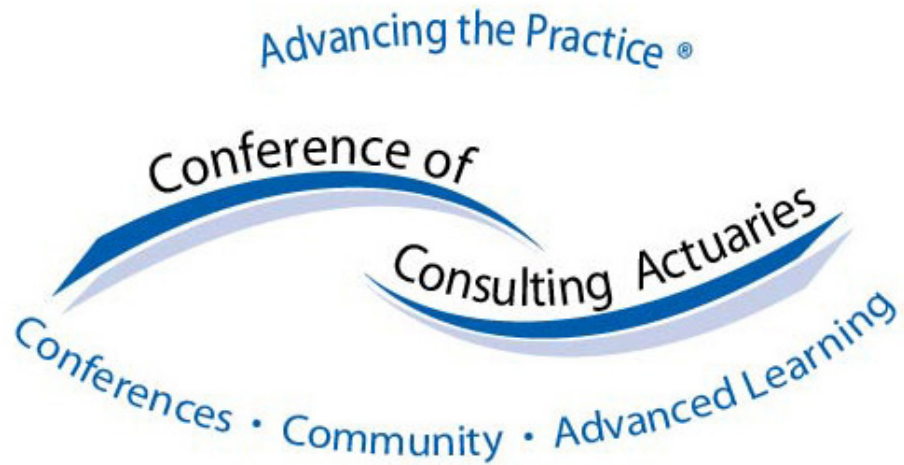 Advancing the Practice ®
Conference of
Consulting Actuaries
Conferences · Community · Advanced Learning